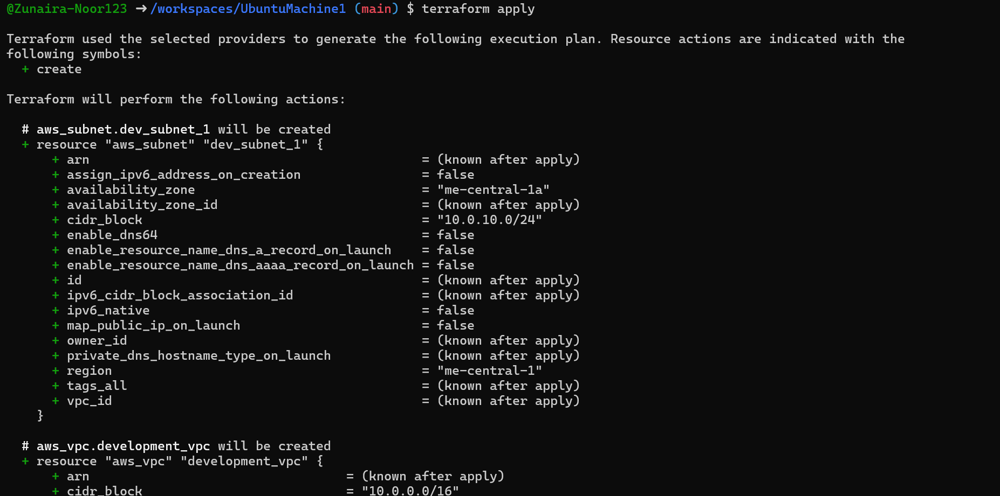 @Zunaira-Noor123 → /workspaces/UbuntuMachine1 (main) $ terraform apply
Terraform used the selected providers to generate the following execution plan. Resource actions are indicated with the
following symbols:
+ create
Terraform will perform the following actions:
# aws_subnet.dev_subnet_1 will be created
+ resource "aws_subnet" "dev_subnet_1" {
+ arn = (known after apply)
+ assign_ipv6_address_on_creation = false
+ availability_zone = "me-central-1a"
+ availability_zone_id = (known after apply)
+ cidr_block = "10.0.10.0/24"
+ enable_dns64 = false
+ enable_resource_name_dns_a_record_on_launch = false
+ enable_resource_name_dns_aaaa_record_on_launch = false
+ id = (known after apply)
+ ipv6_cidr_block_association_id = (known after apply)
+ ipv6_native = false
+ map_public_ip_on_launch = false
+ owner_id = (known after apply)
+ private_dns_hostname_type_on_launch = (known after apply)
+ region = "me-central-1"
+ tags_all = (known after apply)
+ vpc_id = (known after apply)
}
# aws_vpc.development_vpc will be created
+ resource "aws_vpc" "development_vpc" {
+ arn = (known after apply)
+ cidr_block = "10.0.0.0/16"